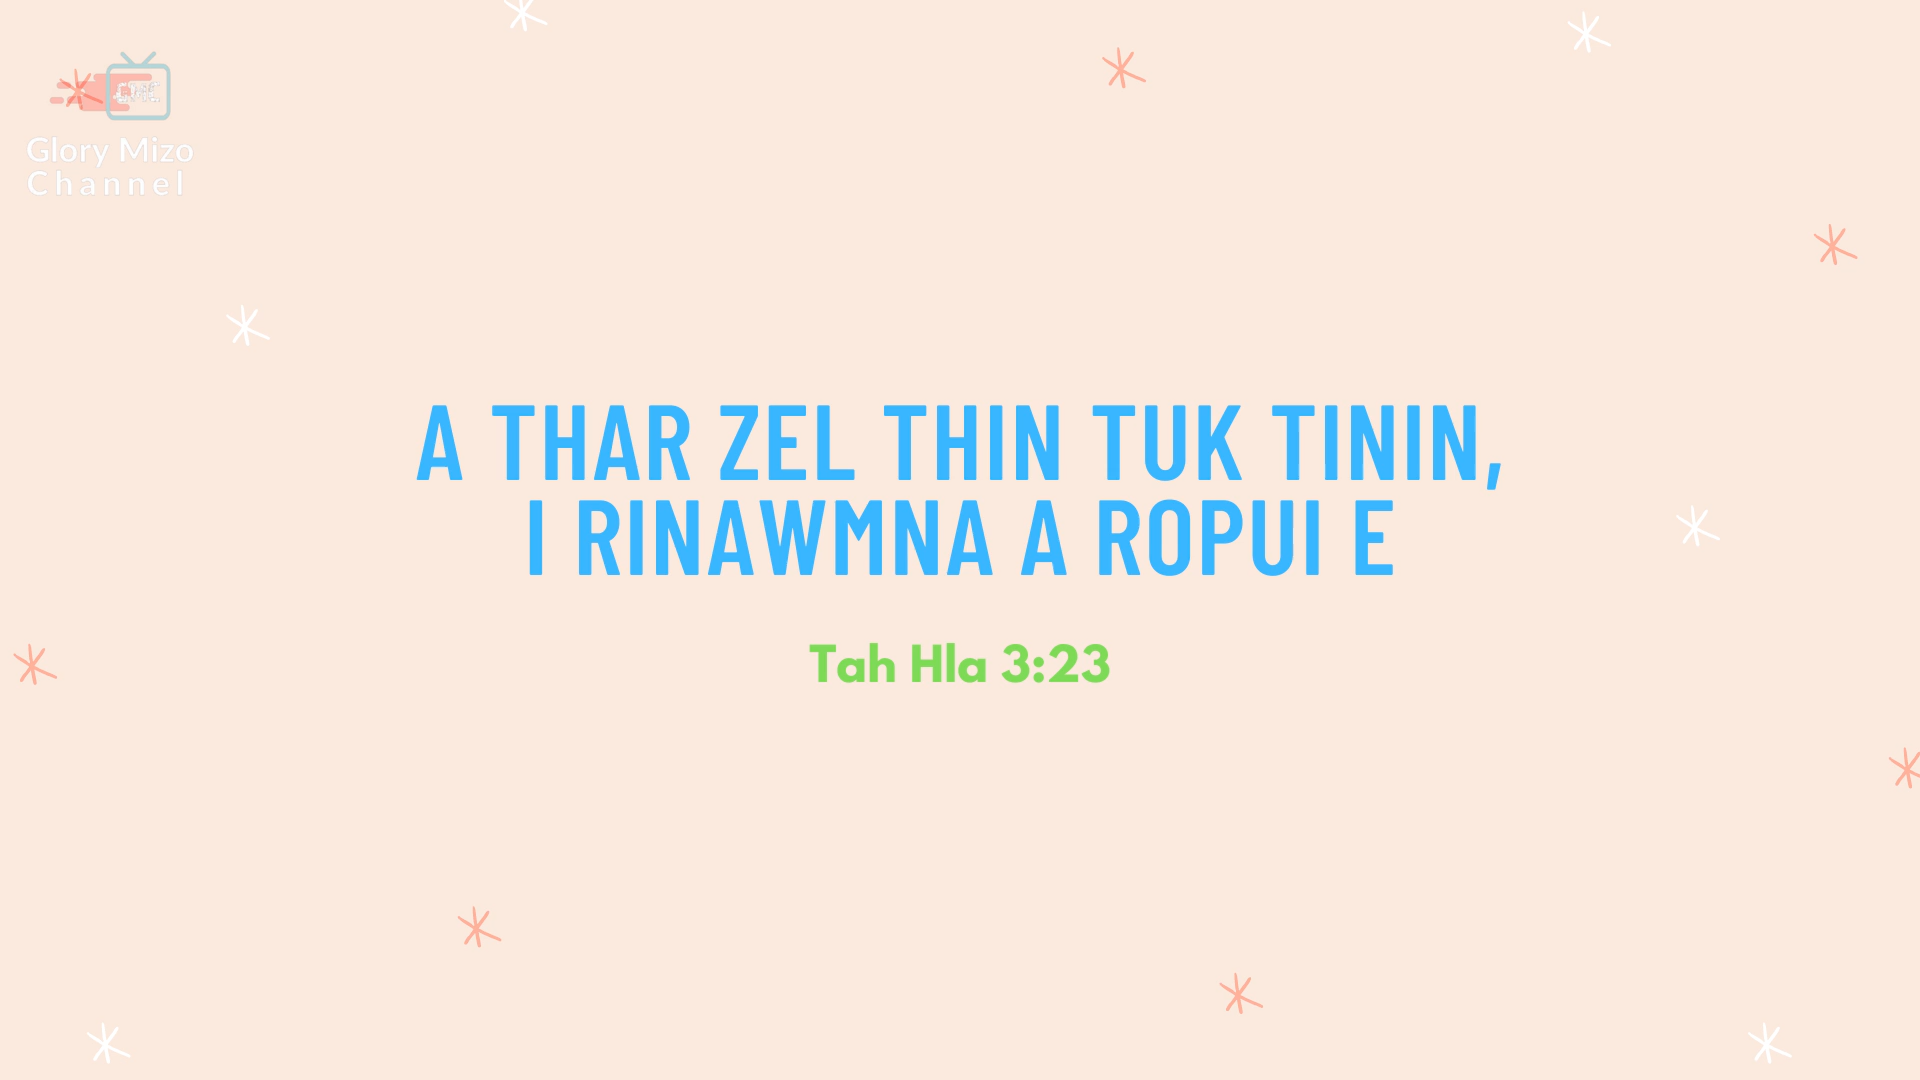 Glory Mizo
Channel
A THAR ZEL THIN TUK TININ,
I RINAWMNA A ROPUI E
Tah Hla 3:23